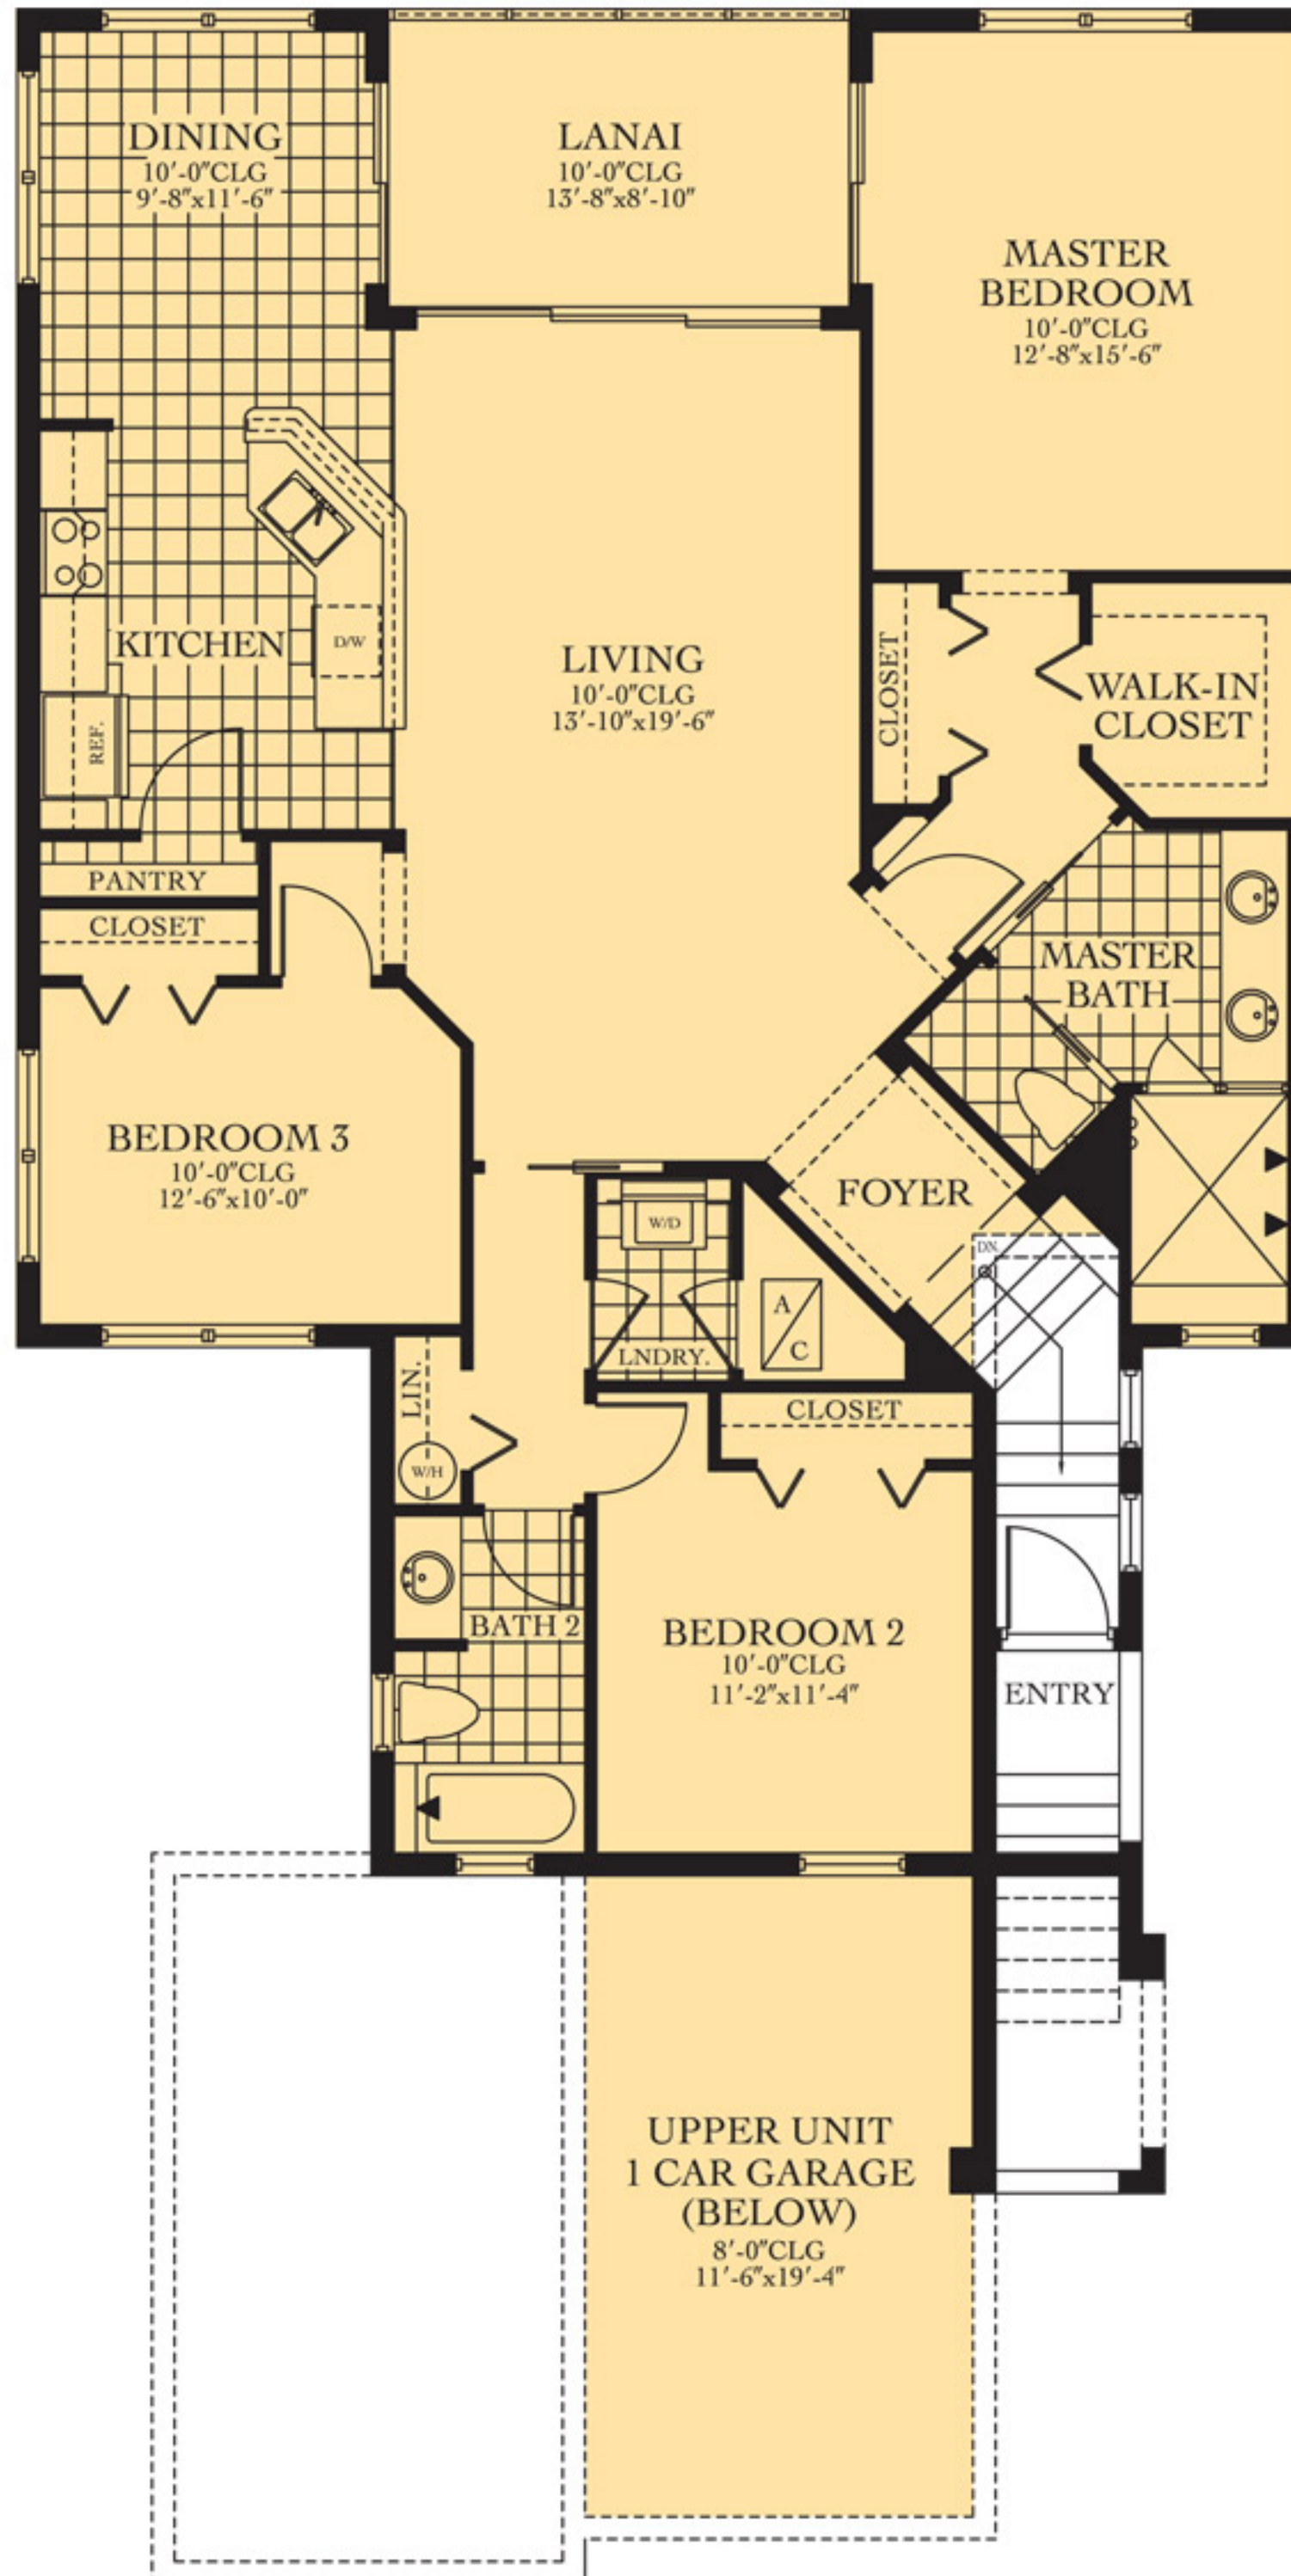 DINING
10'-0"CLG
9'-8"x11'-6"
LANAI
10'-0"CLG
13'-8"x8'-10"
MASTER
BEDROOM
10'-0"CLG
12'-8"x15'-6"
KITCHEN
D/W
REF.
LIVING
10'-0"CLG
13'-10"x19'-6"
CLOSET
WALK-IN
CLOSET
PANTRY
CLOSET
MASTER
BATH
BEDROOM 3
10'-0"CLG
12'-6"x10'-0"
FOYER
W/D
DN.
A
C
LNDRY.
LIN.
W/H
CLOSET
BATH 2
BEDROOM 2
10'-0"CLG
11'-2"x11'-4"
ENTRY
UPPER UNIT
1 CAR GARAGE
(BELOW)
8'-0"CLG
11'-6"x19'-4"